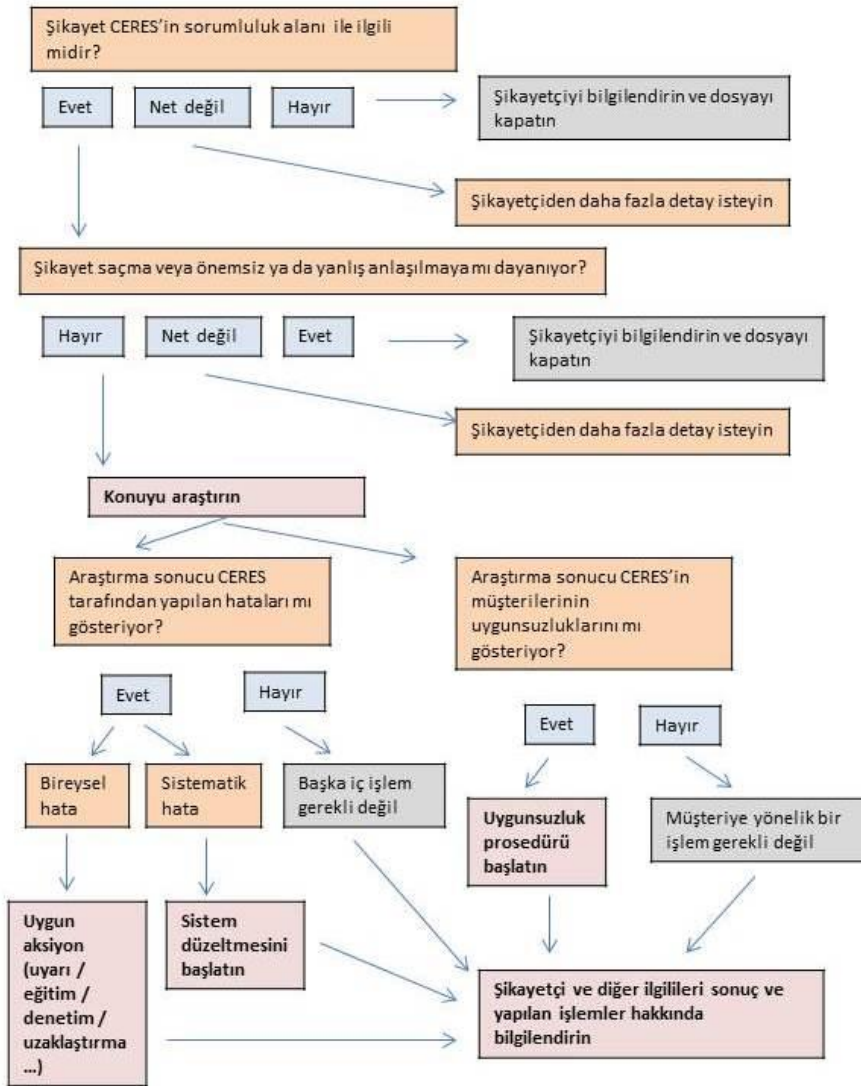 Şikayet CERES’in sorumluluk alanı ile ilgili
midir?
Evet
Net değil
Hayır
Şikayetçiyi bilgilendirin ve dosyayı
kapatın
Şikayetçiden daha fazla detay isteyin
Şikayet saçma veya önemsiz ya da yanlış anlaşılmaya mı dayanıyor?
Hayır
Net değil
Evet
Şikayetçiyi bilgilendirin ve dosyayı
kapatın
Şikayetçiden daha fazla detay isteyin
Konuyu araştırın
Araştırma sonucu CERES
tarafından yapılan hataları mı
gösteriyor?
Araştırma sonucu CERES’in
müşterilerinin
uygunsuzluklarını mı
gösteriyor?
Evet
Hayır
Evet
Hayır
Bireysel
hata
Sistematik
hata
Başka iç işlem
gerekli değil
Uygunsuzluk
prosedürü
başlatın
Müşteriye yönelik bir
işlem gerekli değil
Uygun
aksiyon
(uyarı /
eğitim /
denetim /
uzaklaştırma
...)
Sistem
düzeltmesini
başlatın
Şikayetçi ve diğer ilgilileri sonuç ve
yapılan işlemler hakkında
bilgilendirin